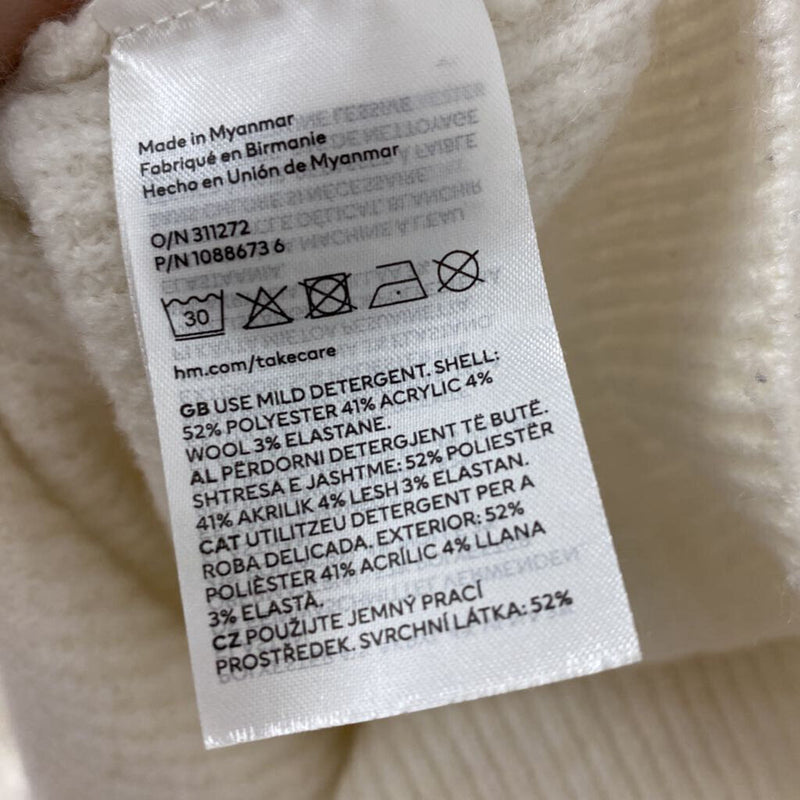 Made in Myanmar
Fabriqué en Birmanie
Hecho en Unión de Myanmar
O/N 311272
P/N 1088673 6
30
hm.com/takecare
GB USE MILD DETERGENT. SHELL:
52% POLYESTER 41% ACRYLIC 4%
WOOL 3% ELASTANE.
AL PËRDORNI DETERGJENT TË BUTË.
SHTRESA E JASHTME: 52% POLIESTËR
41% AKRILIK 4% LESH 3% ELASTAN.
CAT UTILITZEU DETERGENT PER A
ROBA DELICADA. EXTERIOR: 52%
POLIÈSTER 41% ACRÍLIC 4% LLANA
3% ELASTÀ.
CZ POUŽIJTE JEMNÝ PRACÍ
PROSTŘEDEK. SVRCHNÍ LÁTKA: 52%